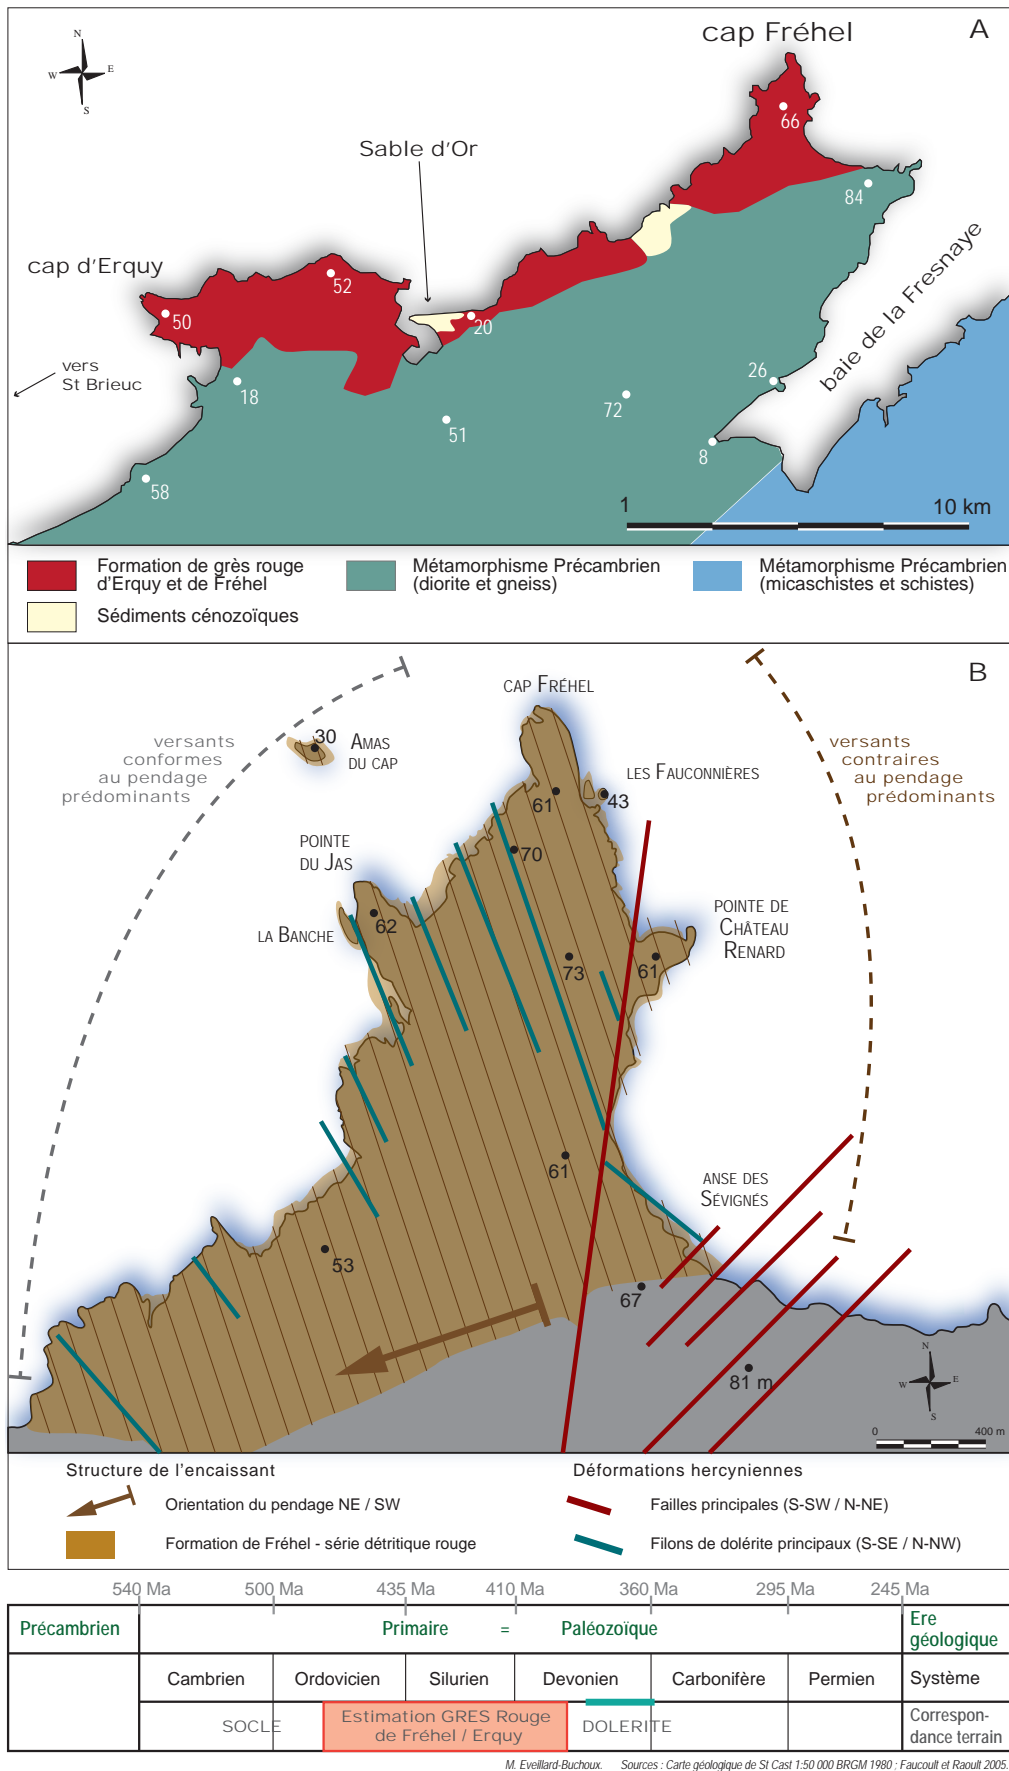 cap Fréhel
A
N
W
E
S
66
Sable d'Or
84
cap d'Erquy
52
50
20
baie de la Fresnaye
vers
St Brieuc
18
26
72
51
8
58
1
10 km
Formation de grès rouge
d'Erquy et de Fréhel
Métamorphisme Précambrien
(diorite et gneiss)
Métamorphisme Précambrien
(micaschistes et schistes)
Sédiments cénozoïques
B
CAP FRÉHEL
versants
conformes
au pendage
prédominants
30
AMAS
DU CAP
versants
contraires
au pendage
prédominants
LES FAUCONNIÈRES
61
43
POINTE
DU JAS
70
62
LA BANCHE
POINTE DE
CHÂTEAU
RENARD
73
61
61
ANSE DES
SÉVIGNÉS
53
67
81 m
N
W
E
S
0
400 m
Structure de l'encaissant
Déformations hercyniennes
Orientation du pendage NE / SW
Failles principales (S-SW / N-NE)
Formation de Fréhel - série détritique rouge
Filons de dolérite principaux (S-SE / N-NW)
540 Ma
500 Ma
435 Ma
410 Ma
360 Ma
295 Ma
245 Ma
Précambrien
Primaire = Paléozoïque
Ere
géologique
Cambrien
Ordovicien
Silurien
Devonien
Carbonifère
Permien
Système
SOCLE
Estimation GRES Rouge
de Fréhel / Erquy
DOLERITE
Correspon-
dance terrain
M. Eveillard-Buchoux. Sources : Carte géologique de St Cast 1:50 000 BRGM 1980 ; Faucoult et Raoult 2005.